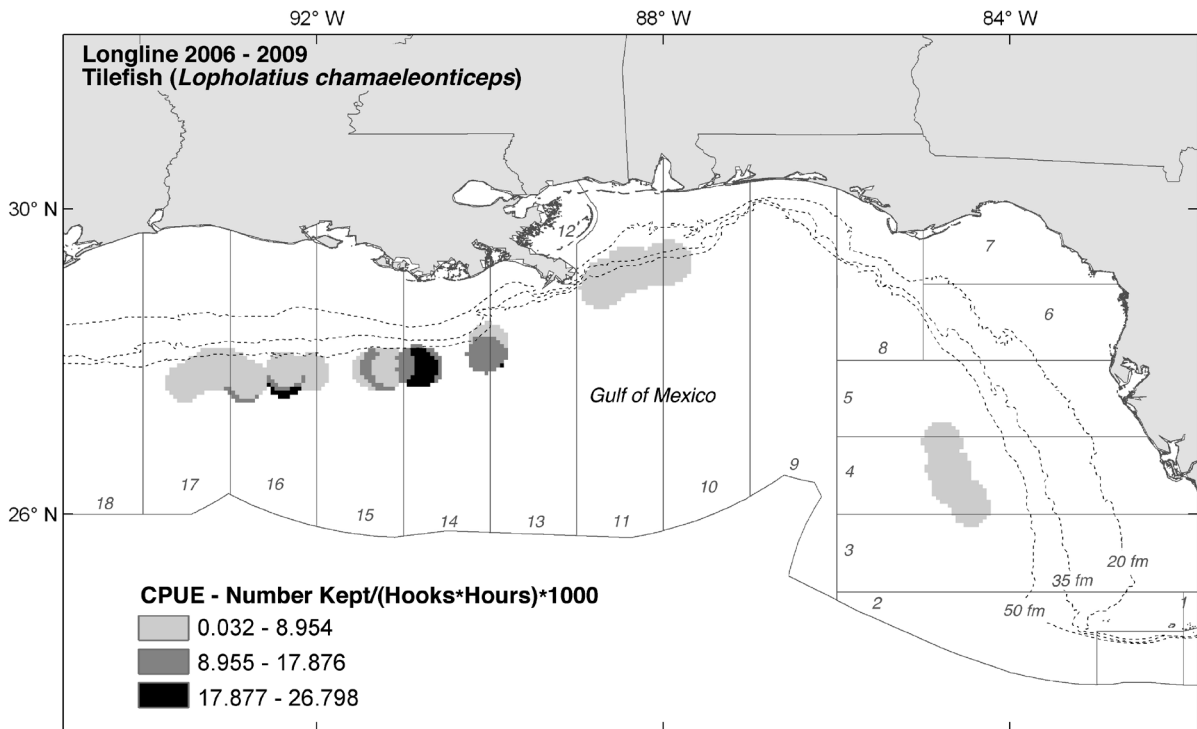 92° W 88° W 84° W
Longline 2006 - 2009
Tilefish (Lopholatius chamaeleonticeps)
30° N
12
7
6
8
Gulf of Mexico
5
9
4
10
17
16
18
26° N
15
14
13
11
3
20 fm
35 fm
50 fm
2
1
CPUE - Number Kept/(Hooks*Hours)*1000
0.032 - 8.954
8.955 - 17.876
17.877 - 26.798